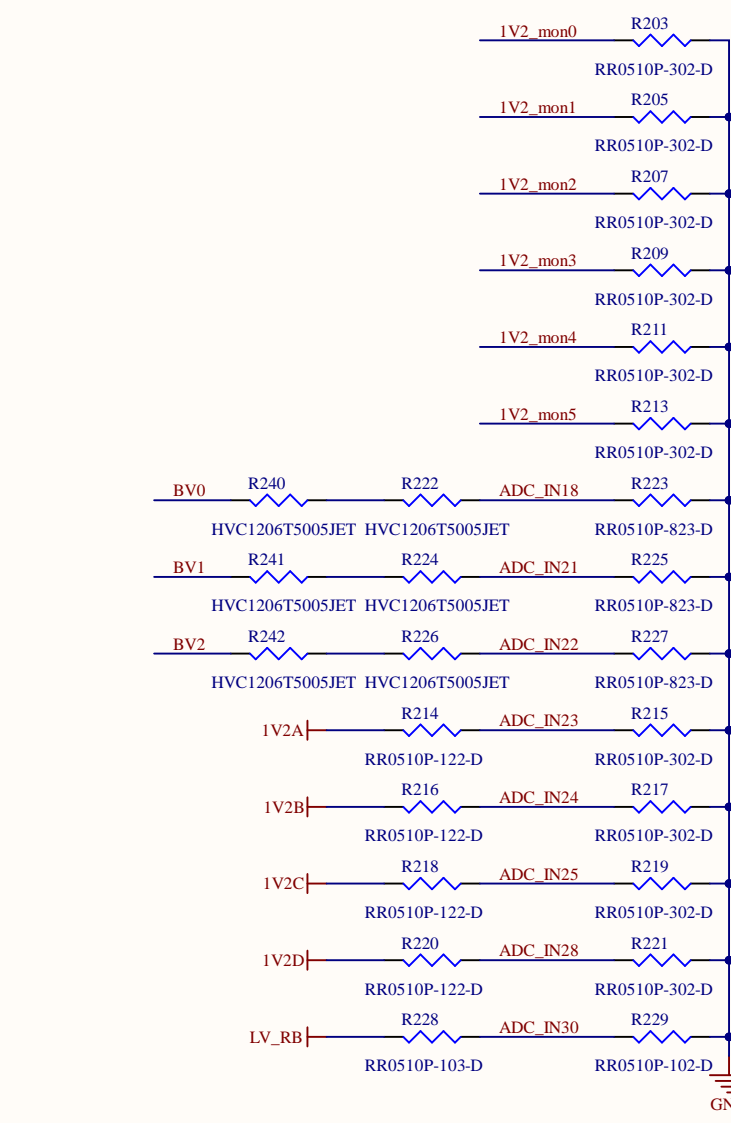 1V2_mon0 R203
RR0510P-302-D
1V2_mon1 R205
RR0510P-302-D
1V2_mon2 R207
RR0510P-302-D
1V2_mon3 R209
RR0510P-302-D
1V2_mon4 R211
RR0510P-302-D
1V2_mon5 R213
RR0510P-302-D
BV0 R240 R222 ADC_IN18 R223
HVC1206T5005JET HVC1206T5005JET RR0510P-823-D
BV1 R241 R224 ADC_IN21 R225
HVC1206T5005JET HVC1206T5005JET RR0510P-823-D
BV2 R242 R226 ADC_IN22 R227
HVC1206T5005JET HVC1206T5005JET RR0510P-823-D
1V2A R214 ADC_IN23 R215
RR0510P-122-D RR0510P-302-D
1V2B R216 ADC_IN24 R217
RR0510P-122-D RR0510P-302-D
1V2C R218 ADC_IN25 R219
RR0510P-122-D RR0510P-302-D
1V2D R220 ADC_IN28 R221
RR0510P-122-D RR0510P-302-D
LV_RB R228 ADC_IN30 R229
RR0510P-103-D RR0510P-102-D